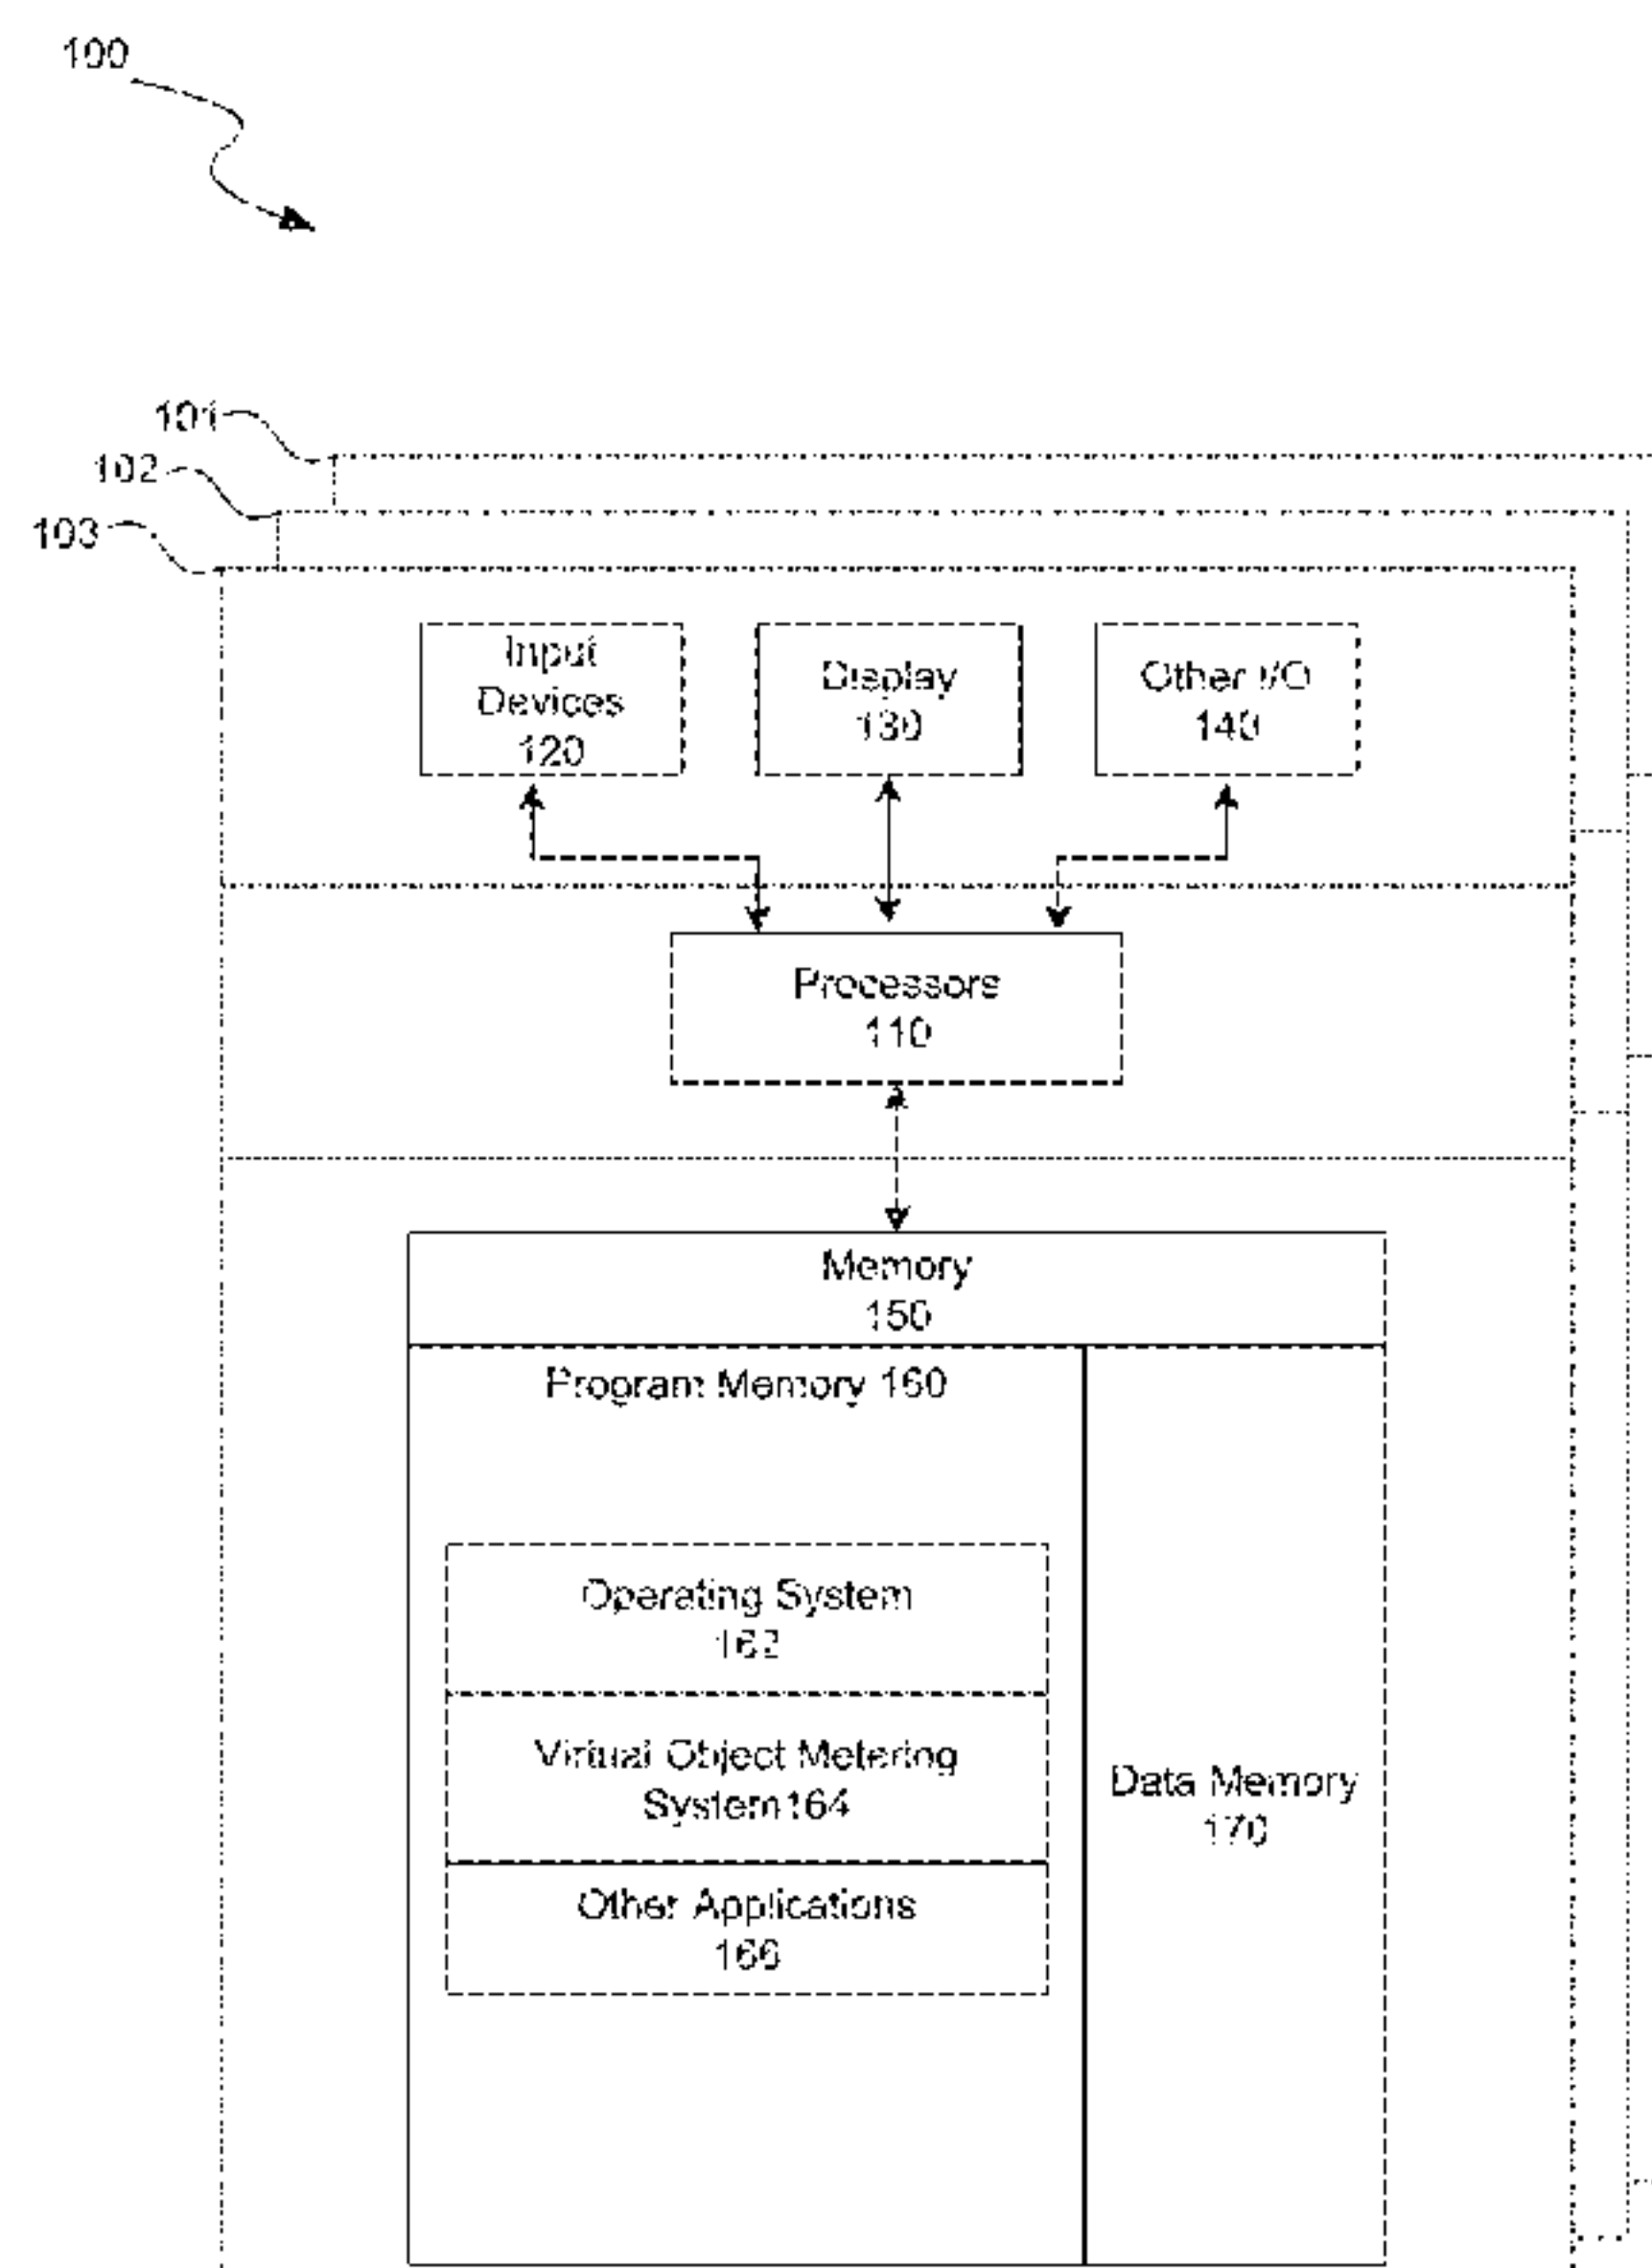 100
101
102
103
Input
Devices
120
Display
130
Other I/O
140
Processors
110
Memory
150
Program Memory 160
Operating System
162
Virtual Object Metering
System 164
Other Applications
166
Data Memory
170